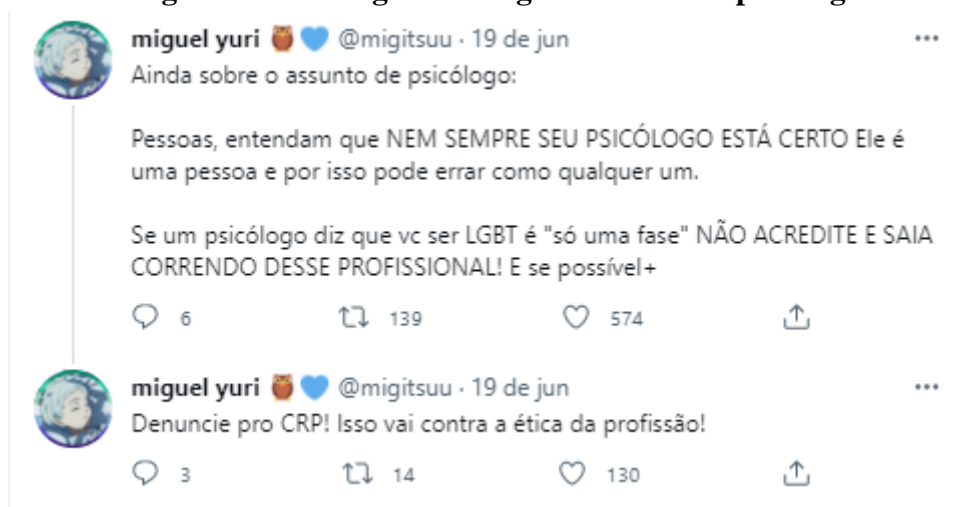 miguel yuri 🦉💙 @migitsuu · 19 de jun
Ainda sobre o assunto de psicólogo:
Pessoas, entendam que NEM SEMPRE SEU PSICÓLOGO ESTÁ CERTO Ele é
uma pessoa e por isso pode errar como qualquer um.
Se um psicólogo diz que vc ser LGBT é "só uma fase" NÃO ACREDITE E SAIA
CORRENDO DESSE PROFISSIONAL! E se possível+
6 139 574
miguel yuri 🦉💙 @migitsuu · 19 de jun
Denuncie pro CRP! Isso vai contra a ética da profissão!
3 14 130